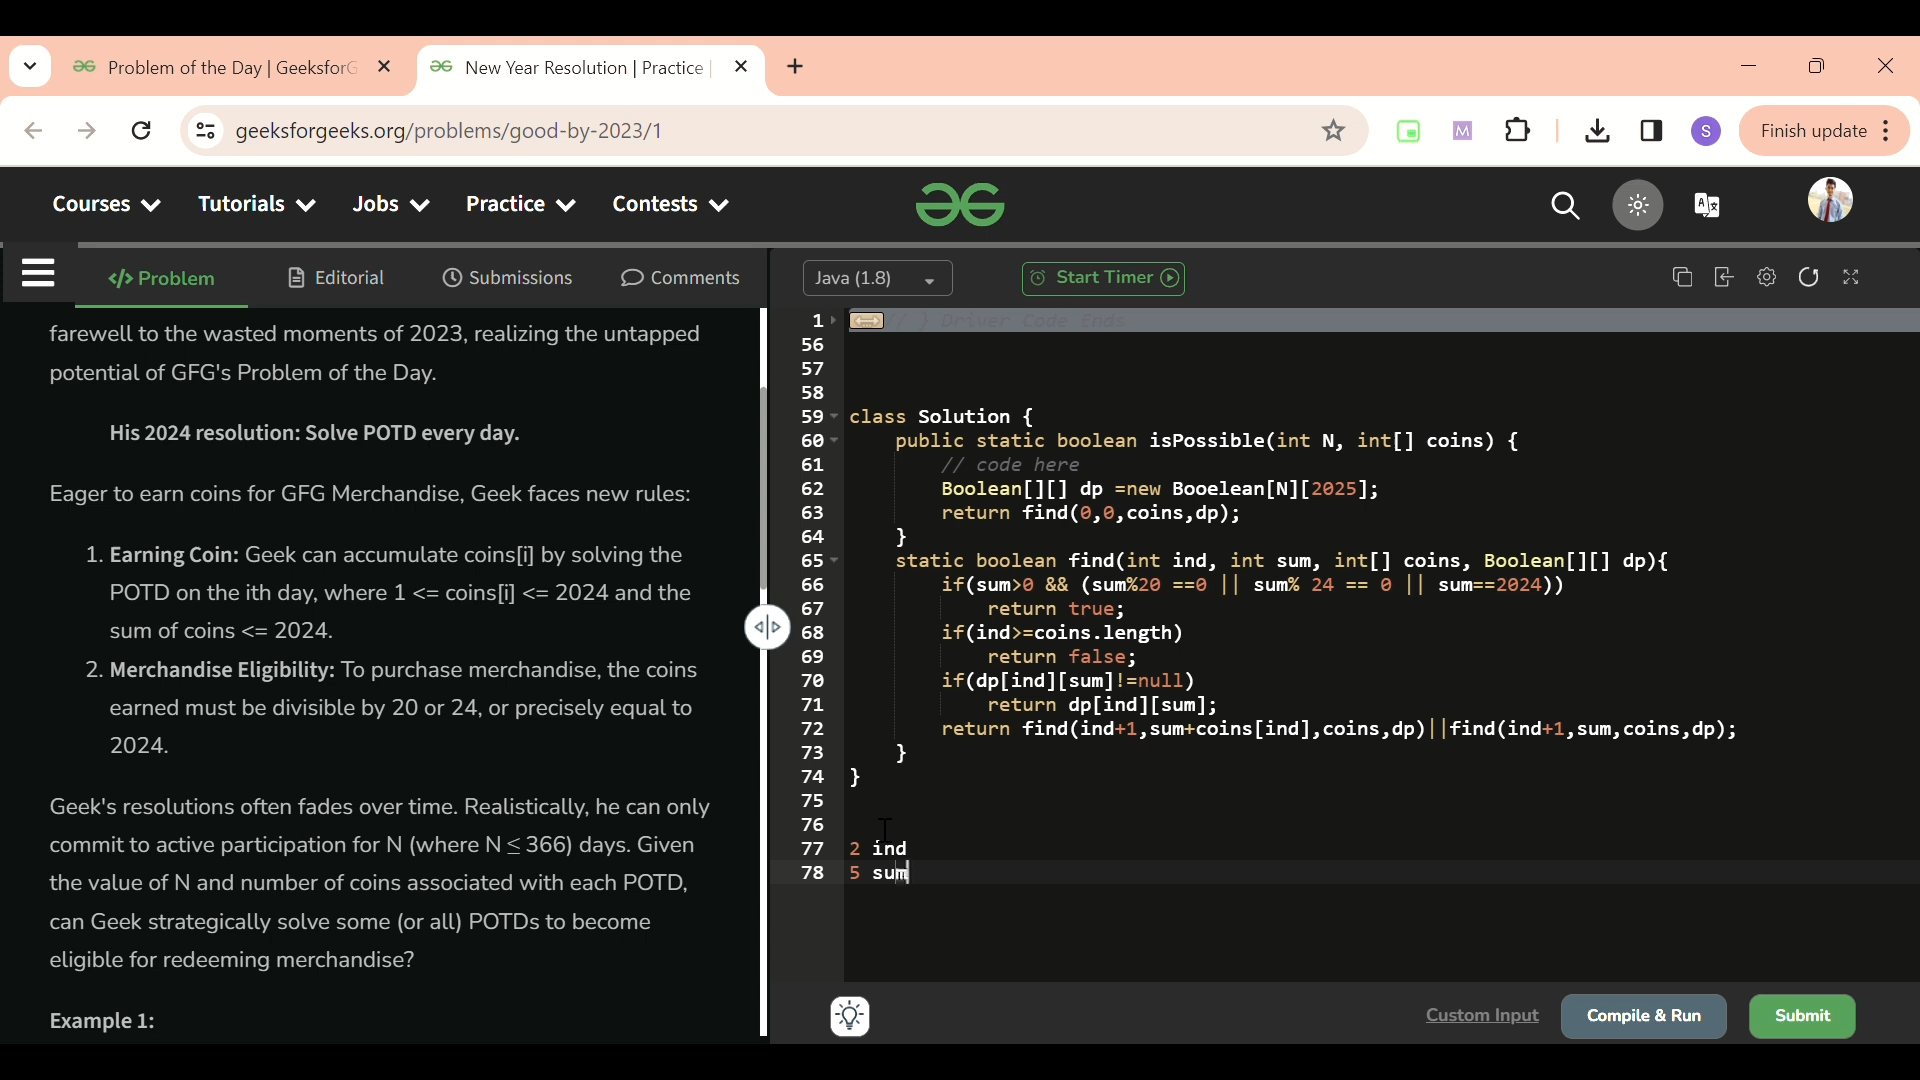 Problem of the Day | GeeksforG
New Year Resolution | Practice |
geeksforgeeks.org/problems/good-by-2023/1
M
S
Finish update
Courses
Tutorials
Jobs
Practice
Contests
</> Problem
Editorial
Submissions
Comments
Java (1.8)
Start Timer
farewell to the wasted moments of 2023, realizing the untapped
potential of GFG's Problem of the Day.
His 2024 resolution: Solve POTD every day.
Eager to earn coins for GFG Merchandise, Geek faces new rules:
1. Earning Coin: Geek can accumulate coins[i] by solving the
POTD on the ith day, where 1 <= coins[i] <= 2024 and the
sum of coins <= 2024.
2. Merchandise Eligibility: To purchase merchandise, the coins
earned must be divisible by 20 or 24, or precisely equal to
2024.
Geek's resolutions often fades over time. Realistically, he can only
commit to active participation for N (where N ≤ 366) days. Given
the value of N and number of coins associated with each POTD,
can Geek strategically solve some (or all) POTDs to become
eligible for redeeming merchandise?
Example 1:
1 // } Driver Code Ends
56
57
58
59 class Solution {
60 public static boolean isPossible(int N, int[] coins) {
61 // code here
62 Boolean[][] dp =new Booelean[N][2025];
63 return find(0,0,coins,dp);
64 }
65 static boolean find(int ind, int sum, int[] coins, Boolean[][] dp){
66 if(sum>0 && (sum%20 ==0 || sum% 24 == 0 || sum==2024))
67 return true;
68 if(ind>=coins.length)
69 return false;
70 if(dp[ind][sum]!=null)
71 return dp[ind][sum];
72 return find(ind+1,sum+coins[ind],coins,dp)||find(ind+1,sum,coins,dp);
73 }
74 }
75
76
77 2 ind
78 5 sum
Custom Input
Compile & Run
Submit